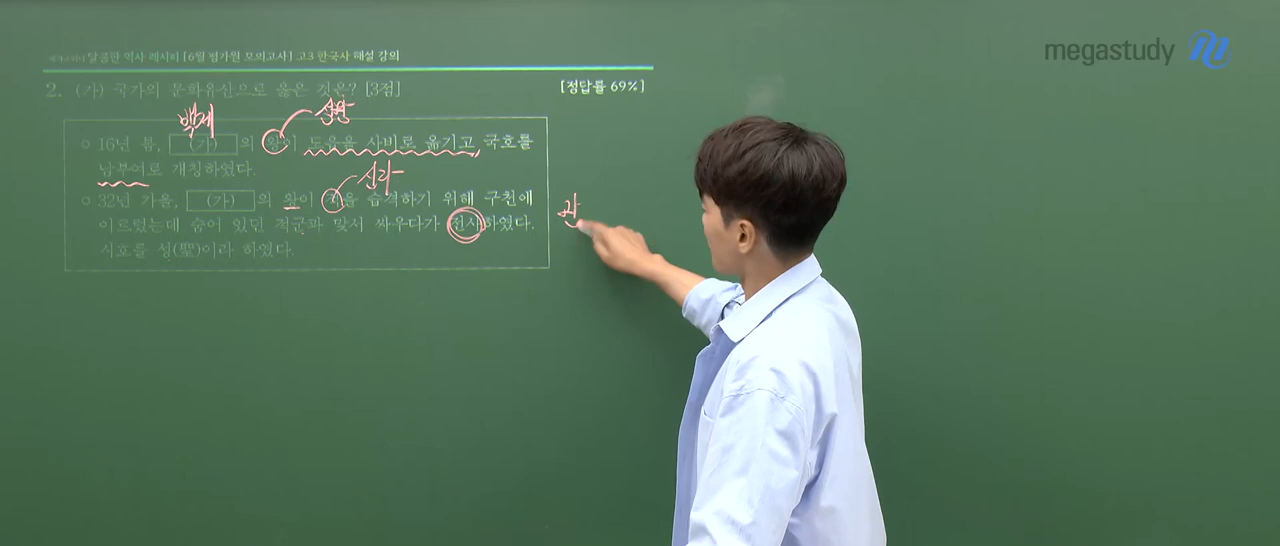 megastudy
달콤한 역사 레시피 [6월 평가원 모의고사] 고3 한국사 해설 강의
2. (가) 국가의 문화유산으로 옳은 것은? [3점]
[정답률 69%]
백제
성왕
○ 16년 봄, (가) 의 왕이 도읍을 사비로 옮기고, 국호를
남부여로 개칭하였다.
신라
○ 32년 가을, (가) 의 왕이 적을 습격하기 위해 구천에
이르렀는데 숨어 있던 적군과 맞서 싸우다가 전사하였다.
시호를 성(聖)이라 하였다.
관